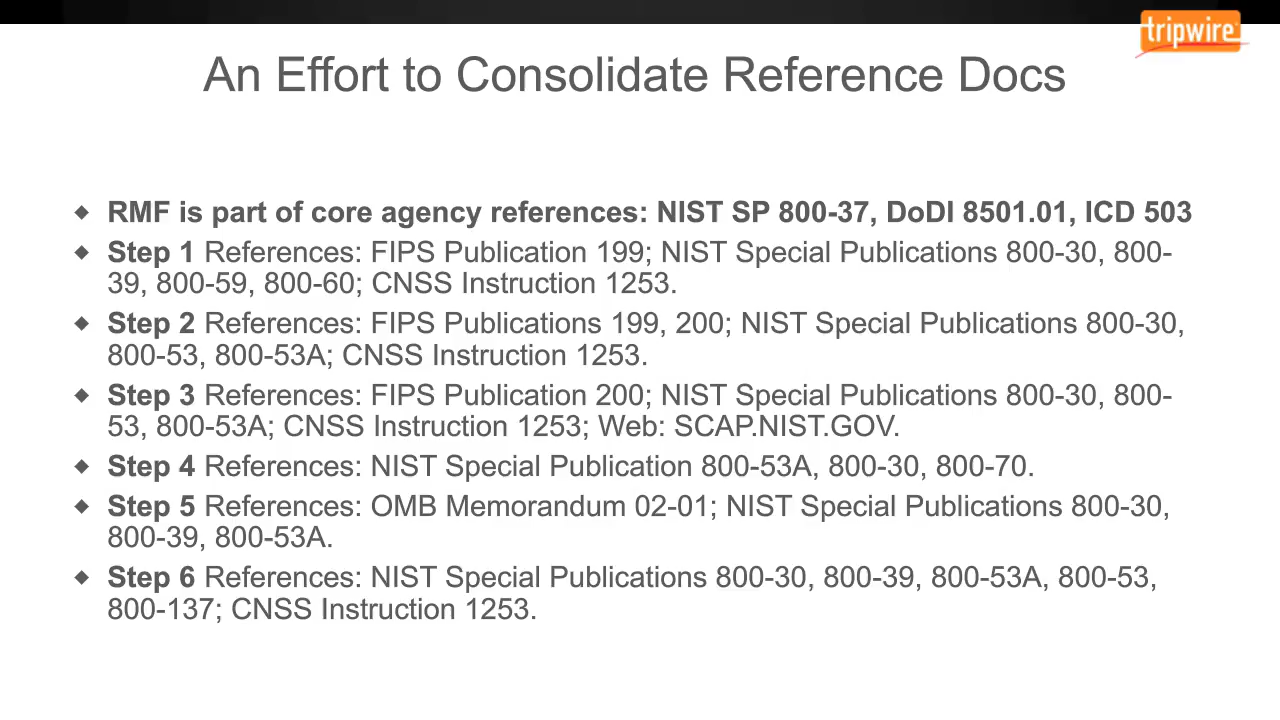 tripwire
An Effort to Consolidate Reference Docs
◆ RMF is part of core agency references: NIST SP 800-37, DoDI 8501.01, ICD 503
◆ Step 1 References: FIPS Publication 199; NIST Special Publications 800-30, 800-
39, 800-59, 800-60; CNSS Instruction 1253.
◆ Step 2 References: FIPS Publications 199, 200; NIST Special Publications 800-30,
800-53, 800-53A; CNSS Instruction 1253.
◆ Step 3 References: FIPS Publication 200; NIST Special Publications 800-30, 800-
53, 800-53A; CNSS Instruction 1253; Web: SCAP.NIST.GOV.
◆ Step 4 References: NIST Special Publication 800-53A, 800-30, 800-70.
◆ Step 5 References: OMB Memorandum 02-01; NIST Special Publications 800-30,
800-39, 800-53A.
◆ Step 6 References: NIST Special Publications 800-30, 800-39, 800-53A, 800-53,
800-137; CNSS Instruction 1253.